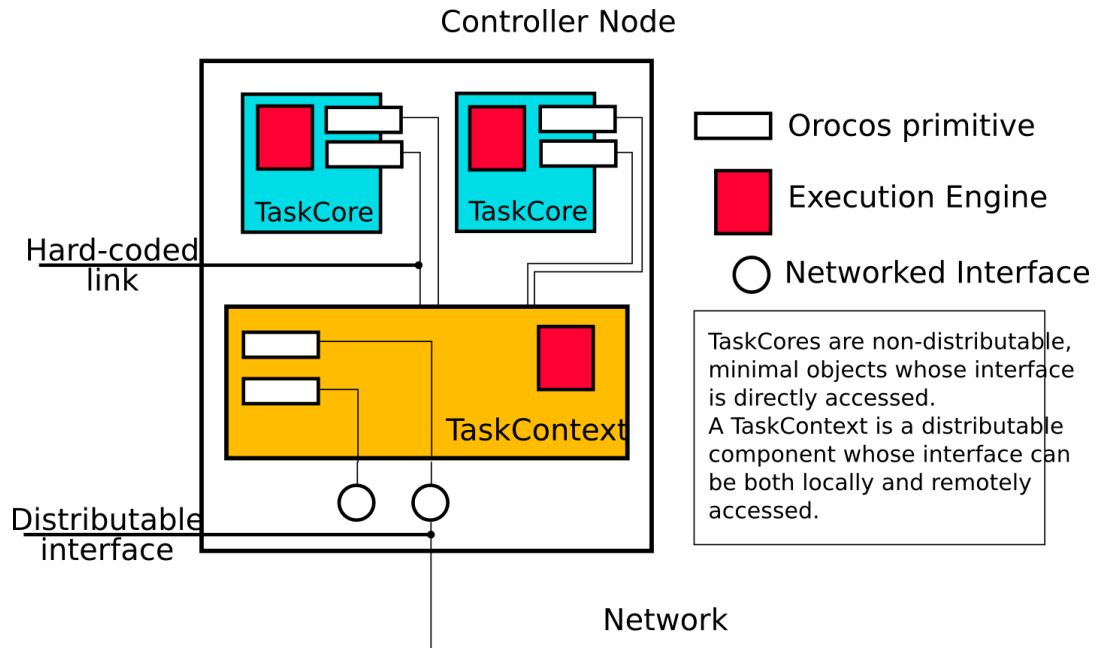 Controller Node
TaskCore
TaskCore
Hard-coded
link
TaskContext
Distributable
interface
Network
Orocos primitive
Execution Engine
Networked Interface
TaskCores are non-distributable,
minimal objects whose interface
is directly accessed.
A TaskContext is a distributable
component whose interface can
be both locally and remotely
accessed.